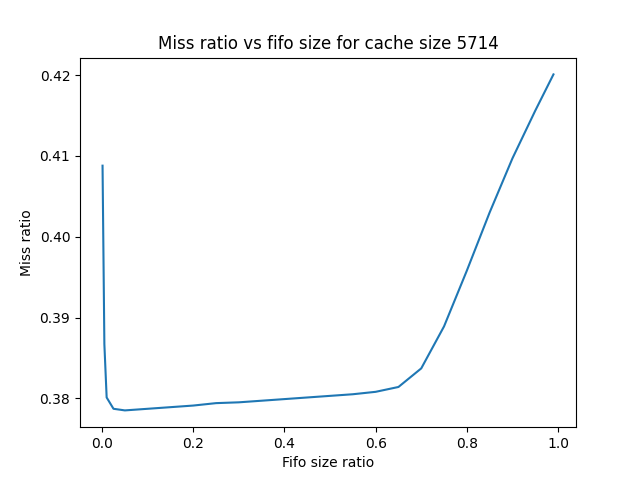 Miss ratio vs fifo size for cache size 5714
0.42
0.41
0.40
0.39
0.38
Miss ratio
0.0 0.2 0.4 0.6 0.8 1.0
Fifo size ratio